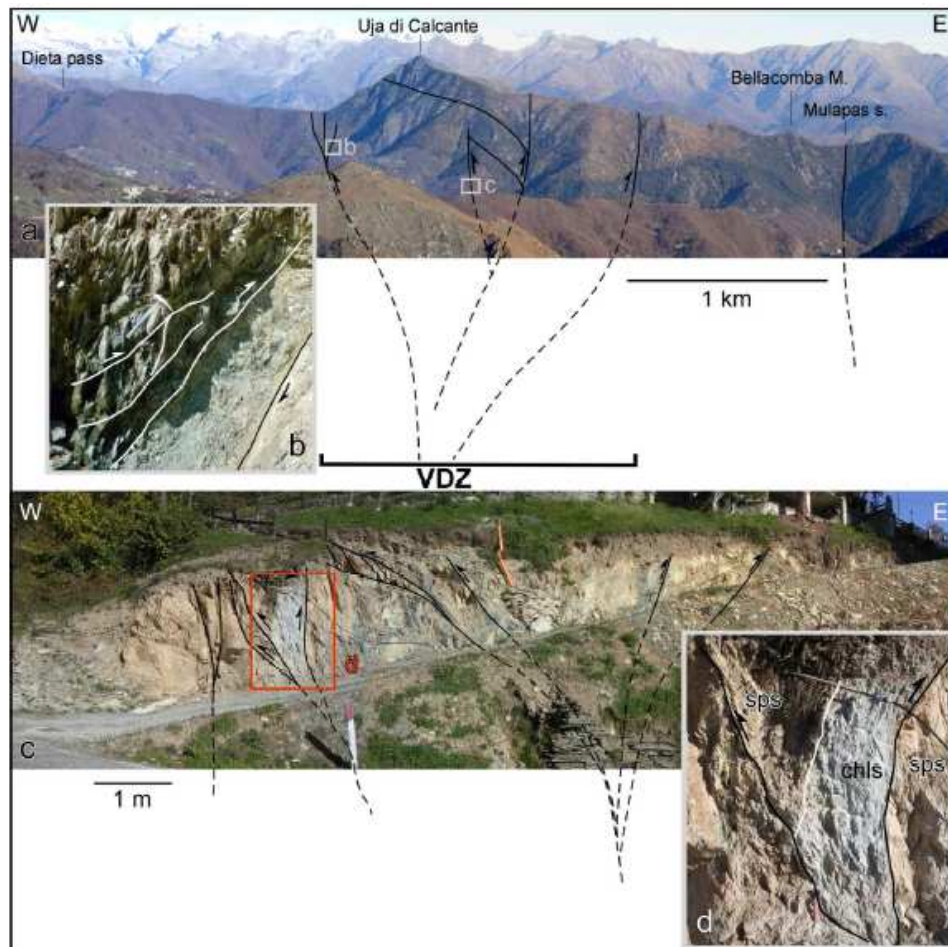 W
E
Uja di Calcante
Dieta pass
Bellacomba M.
Mulapas s.
b
c
a
1 km
b
VDZ
W
E
d
sps
chls
sps
c
1 m
d